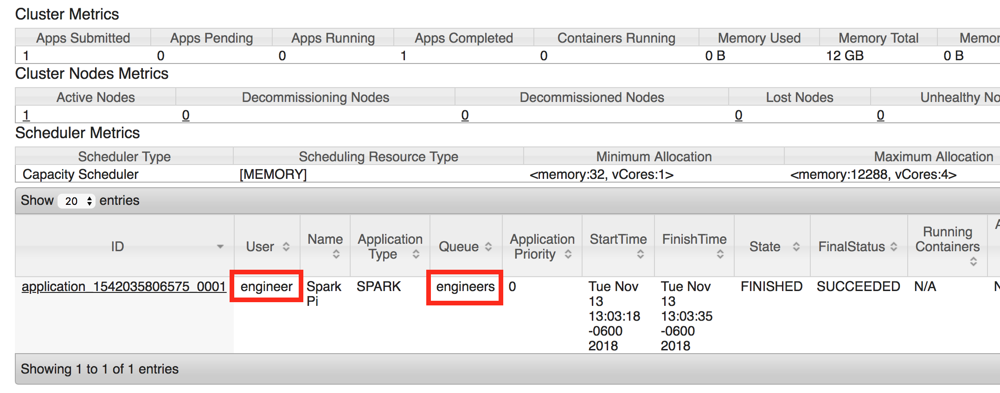 Cluster Metrics
Apps Submitted Apps Pending Apps Running Apps Completed Containers Running Memory Used Memory Total
1 0 0 1 0 0 B 12 GB 0 B
Cluster Nodes Metrics
Active Nodes Decommissioning Nodes Decommissioned Nodes Lost Nodes Unhealthy
1 0 0 0 0
Scheduler Metrics
Scheduler Type Scheduling Resource Type Minimum Allocation Maximum Allocation
Capacity Scheduler [MEMORY] <memory:32, vCores:1> <memory:12288, vCores:4>
Show 20 entries
ID User Name Application Type Queue Application Priority StartTime FinishTime State FinalStatus Running Containers
application_1542035806575_0001 engineer Spark SPARK engineers 0 Tue Nov Tue Nov FINISHED SUCCEEDED N/A
Pi 13 13
13:03:18 13:03:35
-0600 -0600
2018 2018
Showing 1 to 1 of 1 entries